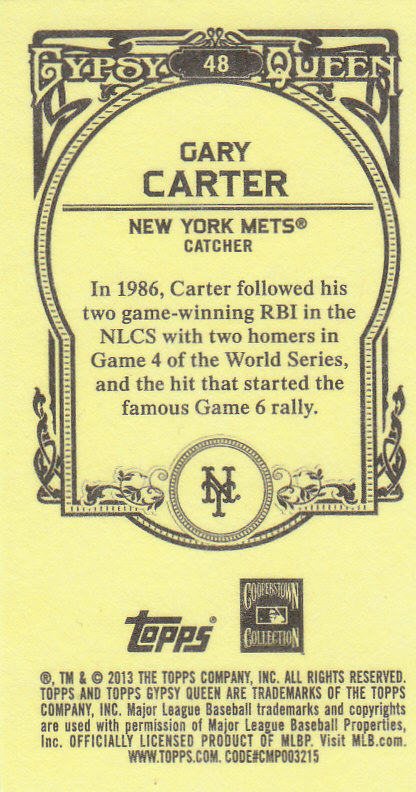 GYPSY 48 QUEEN
GARY
CARTER
NEW YORK METS®
CATCHER
In 1986, Carter followed his
two game-winning RBI in the
NLCS with two homers in
Game 4 of the World Series,
and the hit that started the
famous Game 6 rally.
NY
topps®
COOPERSTOWN
COLLECTION
®, TM & © 2013 THE TOPPS COMPANY, INC. ALL RIGHTS RESERVED.
TOPPS AND TOPPS GYPSY QUEEN ARE TRADEMARKS OF THE TOPPS
COMPANY, INC. Major League Baseball trademarks and copyrights
are used with permission of Major League Baseball Properties,
Inc. OFFICIALLY LICENSED PRODUCT OF MLBP. Visit MLB.com.
WWW.TOPPS.COM. CODE#CMP003215